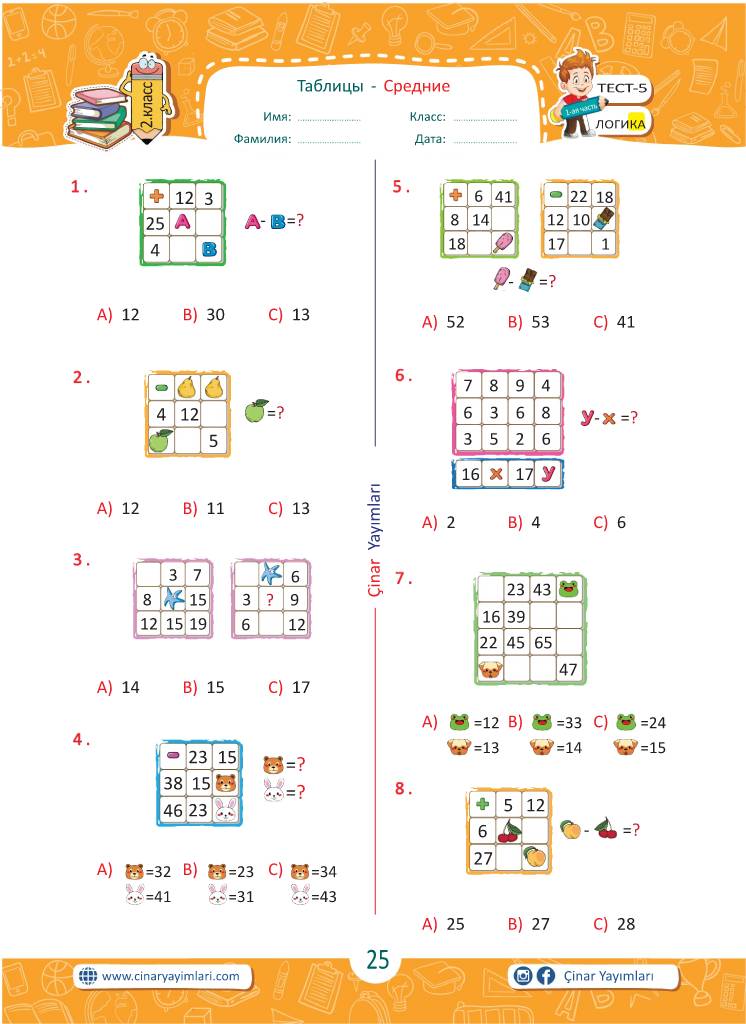 2+2=4
2.класс
Таблицы - Средние
Имя: ........................
Класс: ........................
Фамилия: ........................
Дата: ........................
1-ая часть
ТЕСТ-5
ЛОГИКА
1.
+ 12 3
25 A
4 B
A - B = ?
A) 12 B) 30 C) 13
2.
-
4 12
5
= ?
A) 12 B) 11 C) 13
3.
3 7
8 15
12 15 19
6
3 ? 9
6 12
A) 14 B) 15 C) 17
4.
- 23 15
38 15
46 23
= ?
= ?
A) =32 B) =23 C) =34
=41 =31 =43
Çinar Yayımları
5.
+ 6 41
8 14
18
- 22 18
12 10
17 1
- = ?
A) 52 B) 53 C) 41
6.
7 8 9 4
6 3 6 8
3 5 2 6
16 x 17 y
y - x = ?
A) 2 B) 4 C) 6
7.
23 43
16 39
22 45 65
47
A) =12 B) =33 C) =24
=13 =14 =15
8.
+ 5 12
6
27
- = ?
A) 25 B) 27 C) 28
25
www.cinaryayimlari.com
Çinar Yayımları